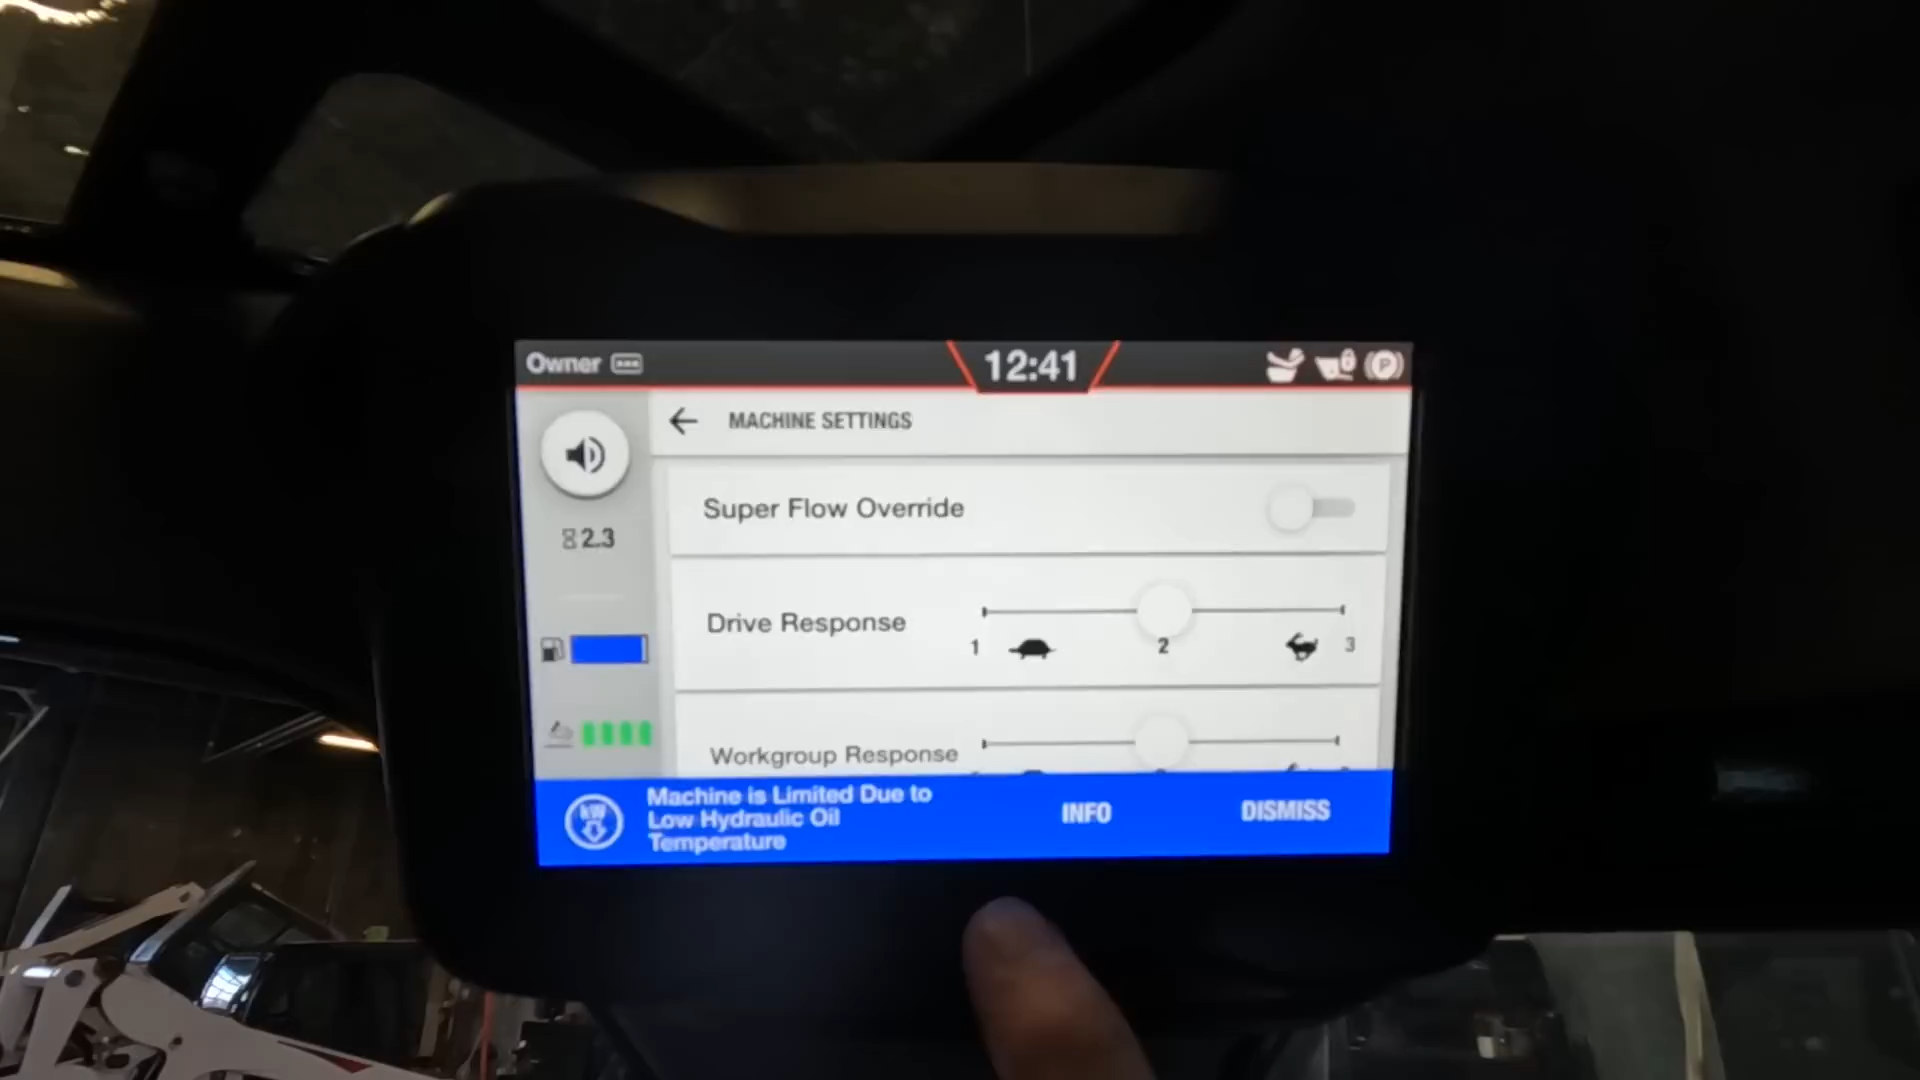 Owner
12:41
P
MACHINE SETTINGS
2.3
Super Flow Override
Drive Response
1 2 3
Workgroup Response
kW
Machine is Limited Due to
Low Hydraulic Oil
Temperature
INFO
DISMISS